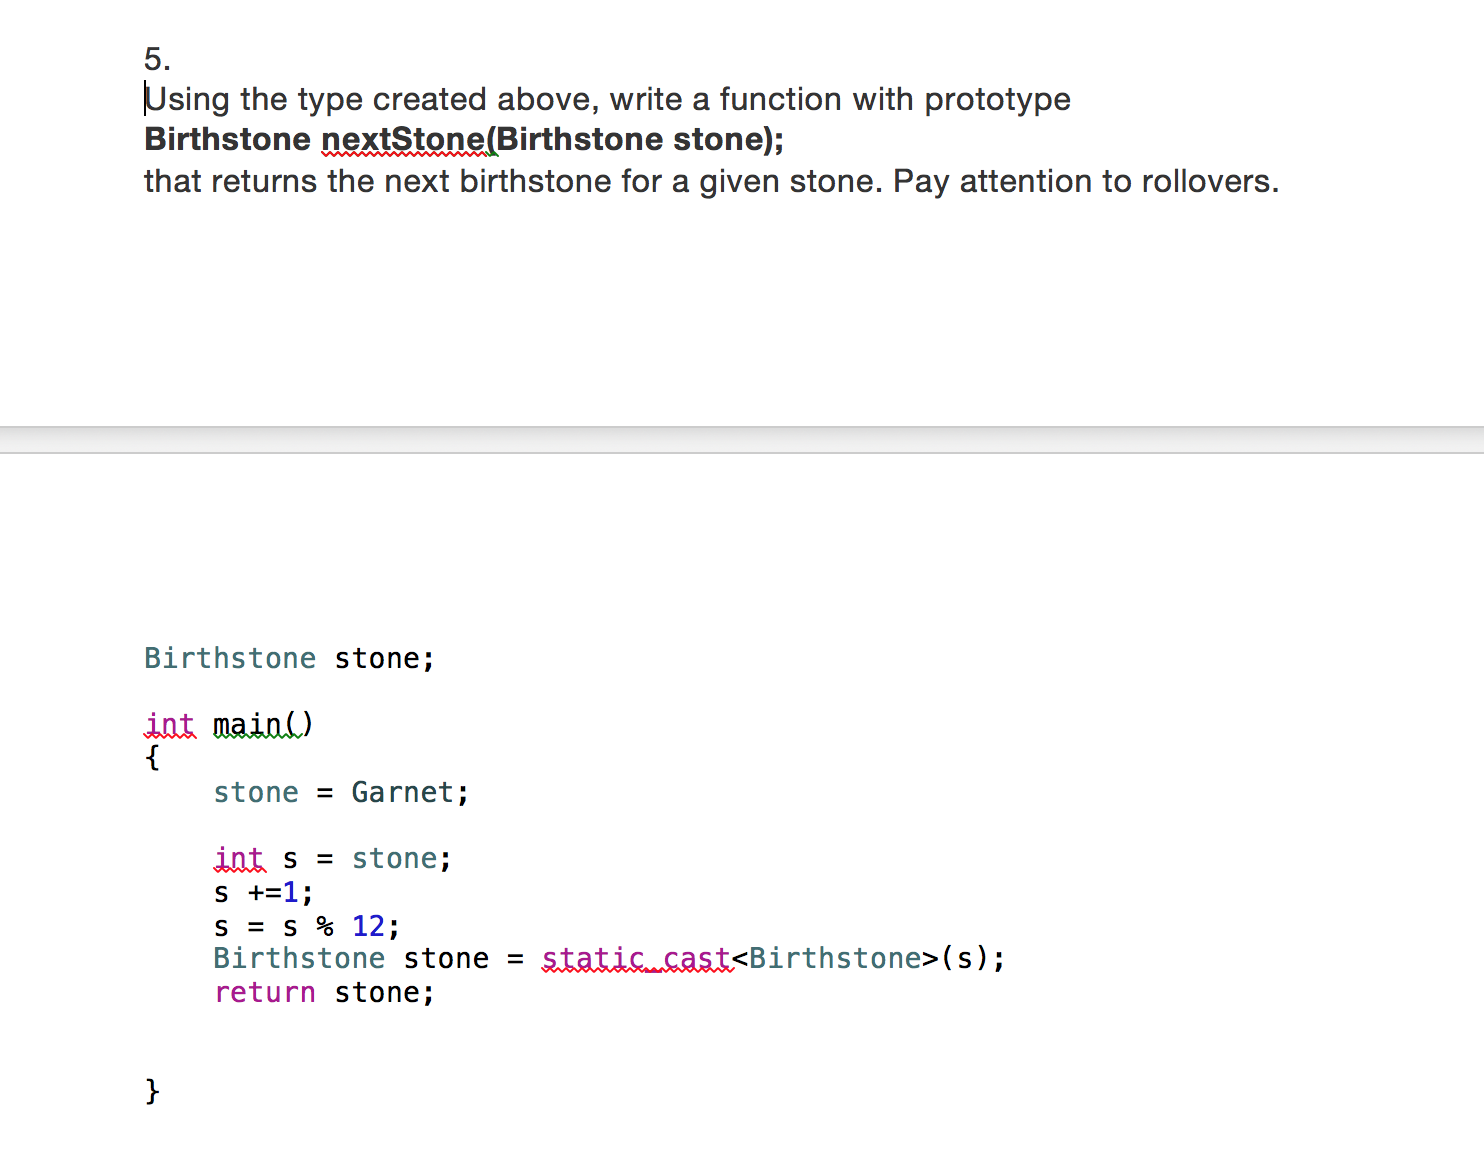 5.
Using the type created above, write a function with prototype
Birthstone nextStone(Birthstone stone);
that returns the next birthstone for a given stone. Pay attention to rollovers.
Birthstone stone;
int main()
{
stone = Garnet;
int s = stone;
s +=1;
s = s % 12;
Birthstone stone = static_cast<Birthstone>(s);
return stone;
}